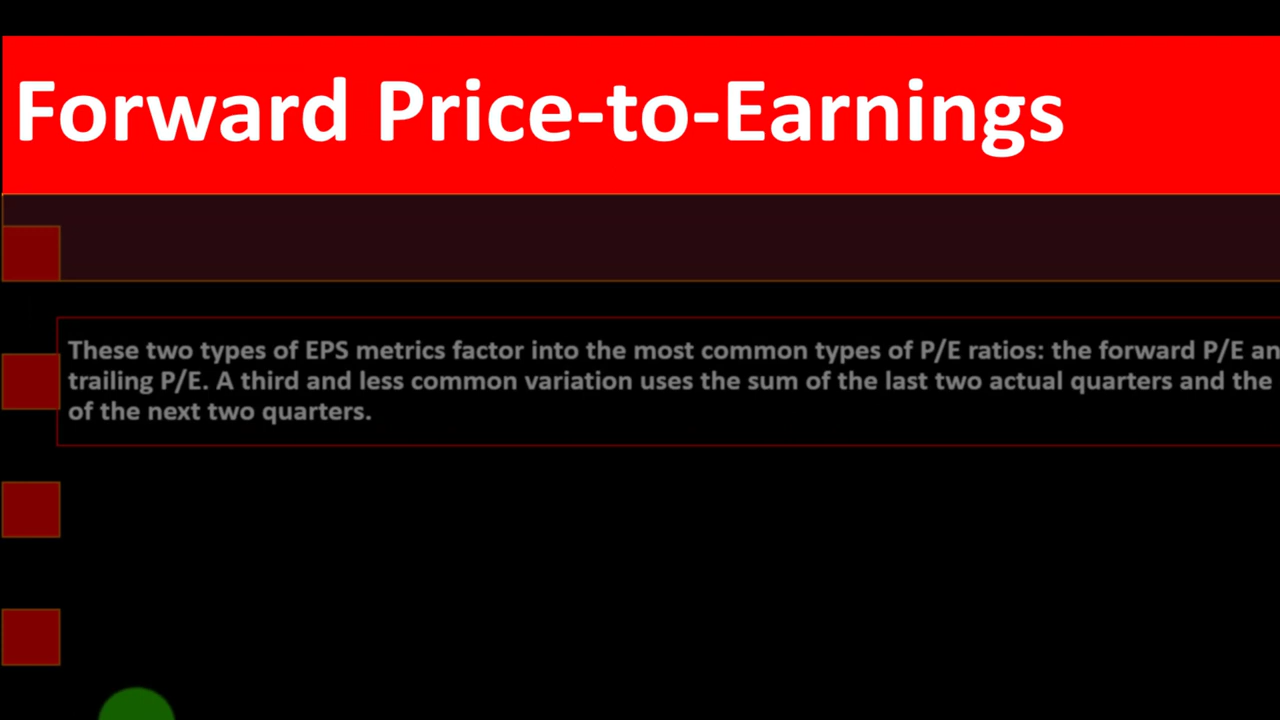 Forward Price-to-Earnings
These two types of EPS metrics factor into the most common types of P/E ratios: the forward P/E
trailing P/E. A third and less common variation uses the sum of the last two actual quarters and the
of the next two quarters.